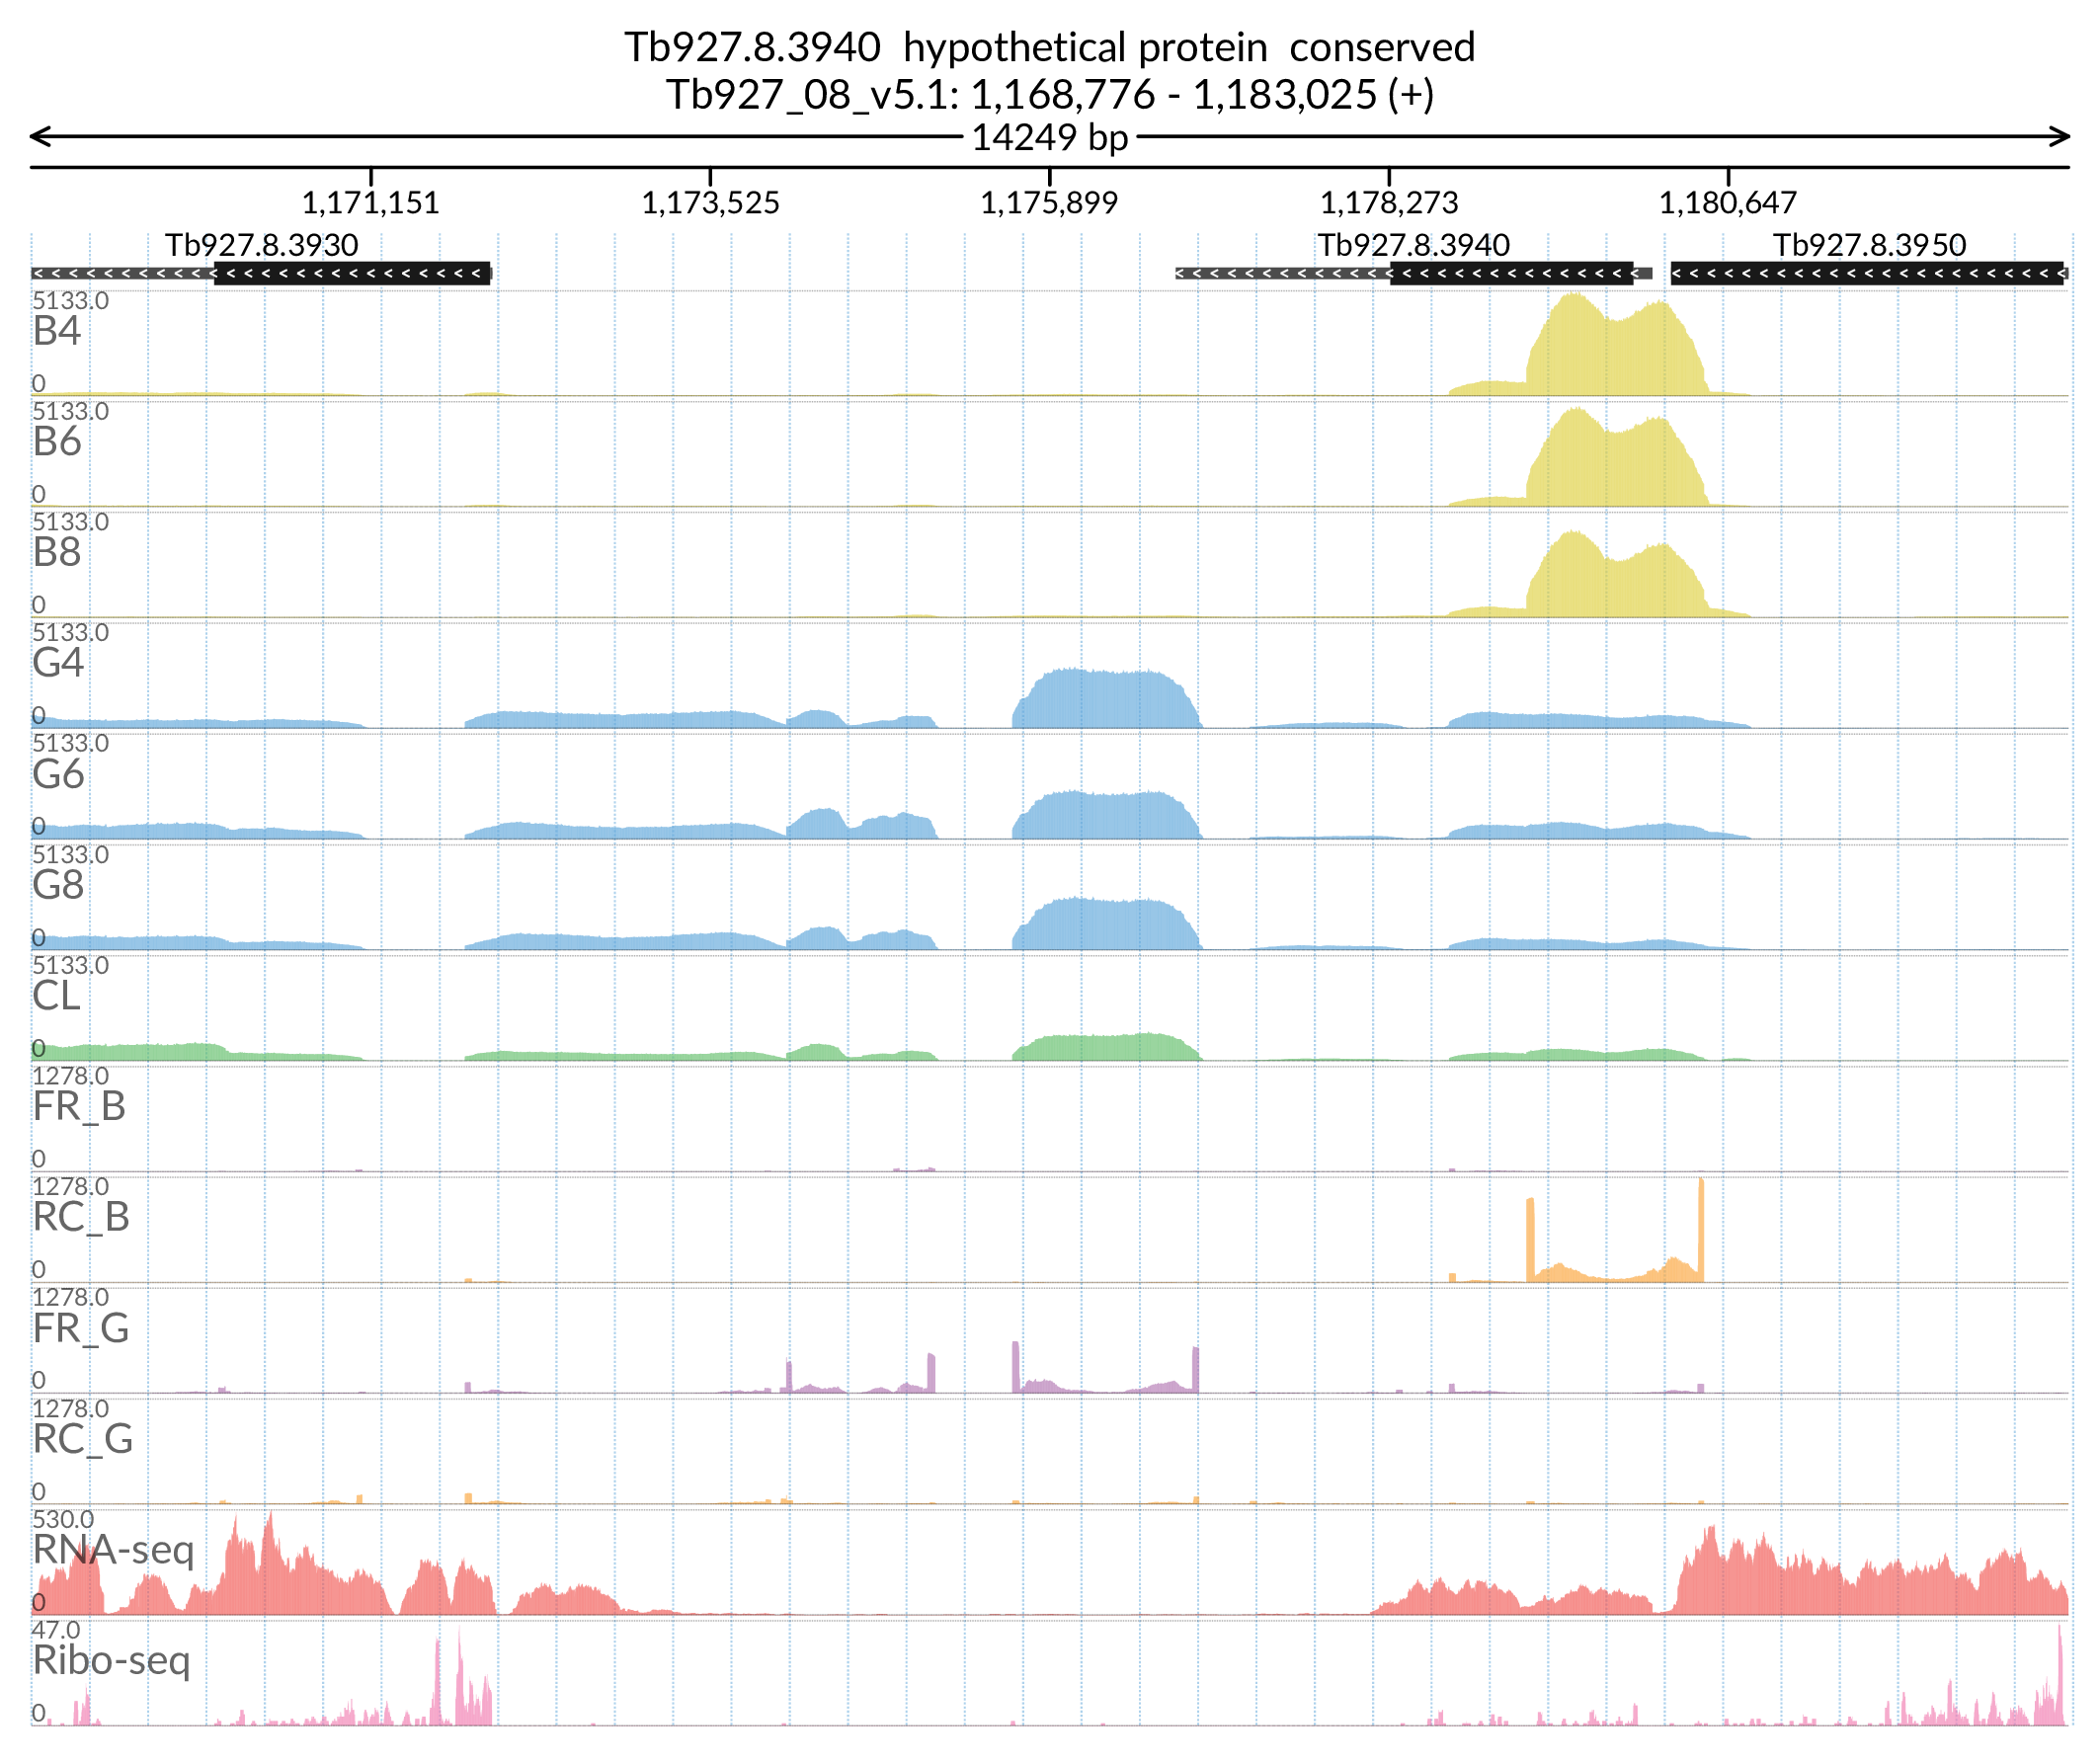 Tb927.8.3940  hypothetical protein  conserved
Tb927_08_v5.1: 1,168,776 - 1,183,025 (+)
14249 bp
1,171,151 1,173,525 1,175,899 1,178,273 1,180,647
Tb927.8.3930 Tb927.8.3940 Tb927.8.3950
5133.0
B4
0
5133.0
B6
0
5133.0
B8
0
5133.0
G4
0
5133.0
G6
0
5133.0
G8
0
5133.0
CL
0
1278.0
FR_B
0
1278.0
RC_B
0
1278.0
FR_G
0
1278.0
RC_G
0
530.0
RNA-seq
0
47.0
Ribo-seq
0